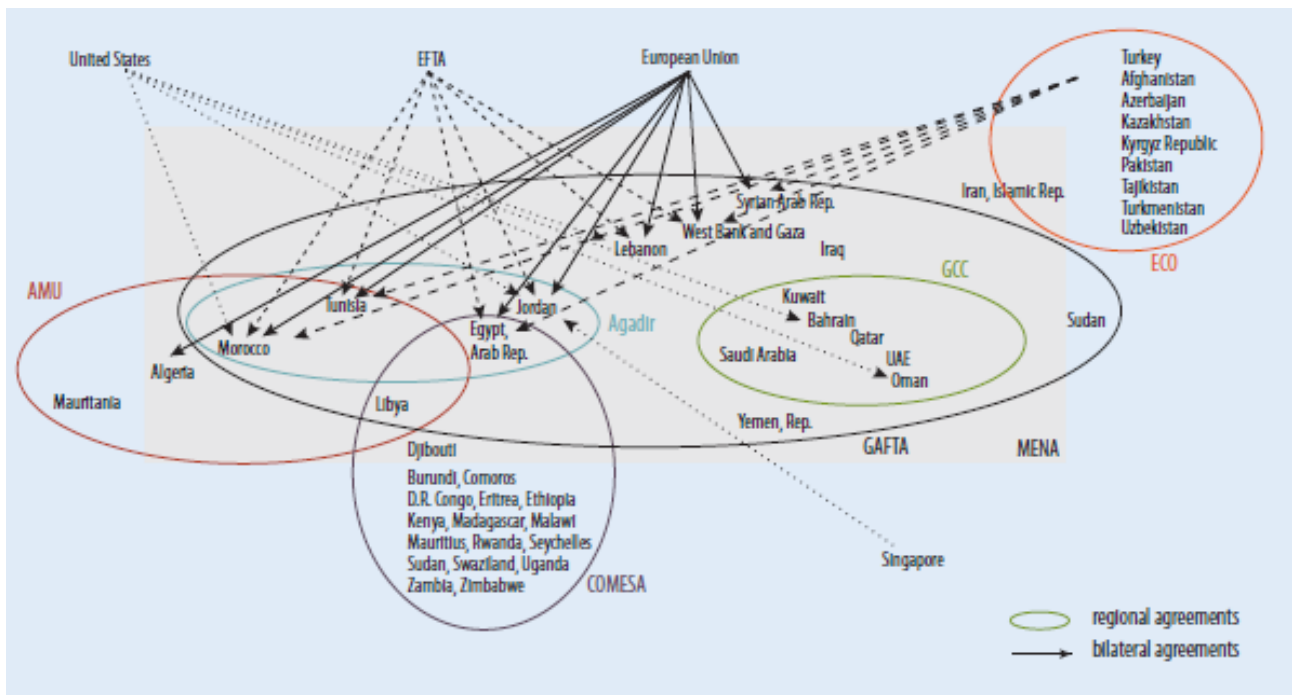 United States
EFTA
European Union
Turkey
Afghanistan
Azerbaijan
Kazakhstan
Kyrgyz Republic
Pakistan
Tajikistan
Turkmenistan
Uzbekistan
ECO
Iran, Islamic Rep.
Syrian Arab Rep.
West Bank and Gaza
Lebanon
Iraq
GCC
AMU
Kuwait
Tunisia
Jordan
Bahrain
Sudan
Agadir
Egypt,
Arab Rep.
Qatar
Morocco
Saudi Arabia
UAE
Algeria
Oman
Mauritania
Libya
Yemen, Rep.
GAFTA
MENA
Djibouti
Burundi, Comoros
D.R. Congo, Eritrea, Ethiopia
Kenya, Madagascar, Malawi
Mauritius, Rwanda, Seychelles
Sudan, Swaziland, Uganda
Zambia, Zimbabwe
COMESA
Singapore
regional agreements
bilateral agreements